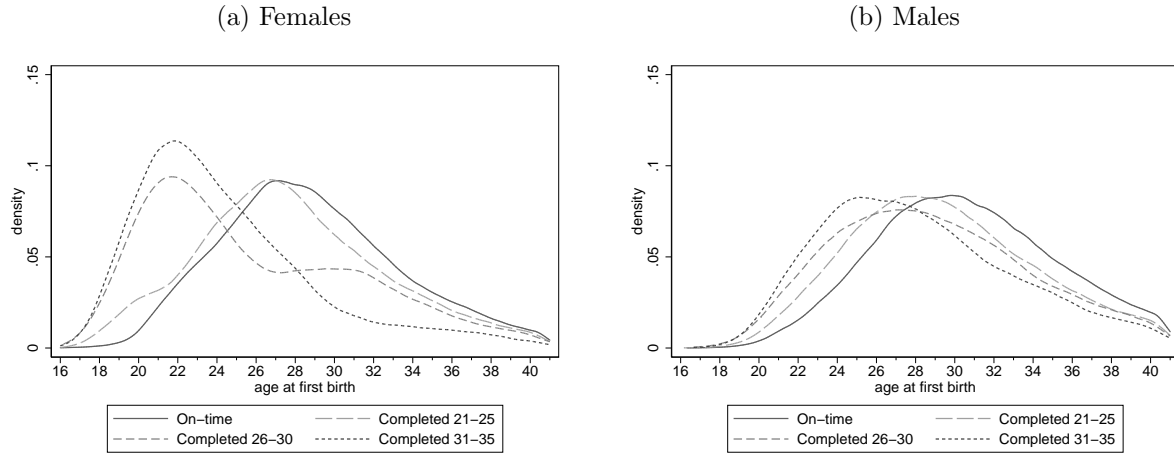 (a) Females
.15
.1
.05
0
density
16 18 20 22 24 26 28 30 32 34 36 38 40
age at first birth
On−time
Completed 21−25
Completed 26−30
Completed 31−35
(b) Males
.15
.1
.05
0
density
16 18 20 22 24 26 28 30 32 34 36 38 40
age at first birth
On−time
Completed 21−25
Completed 26−30
Completed 31−35